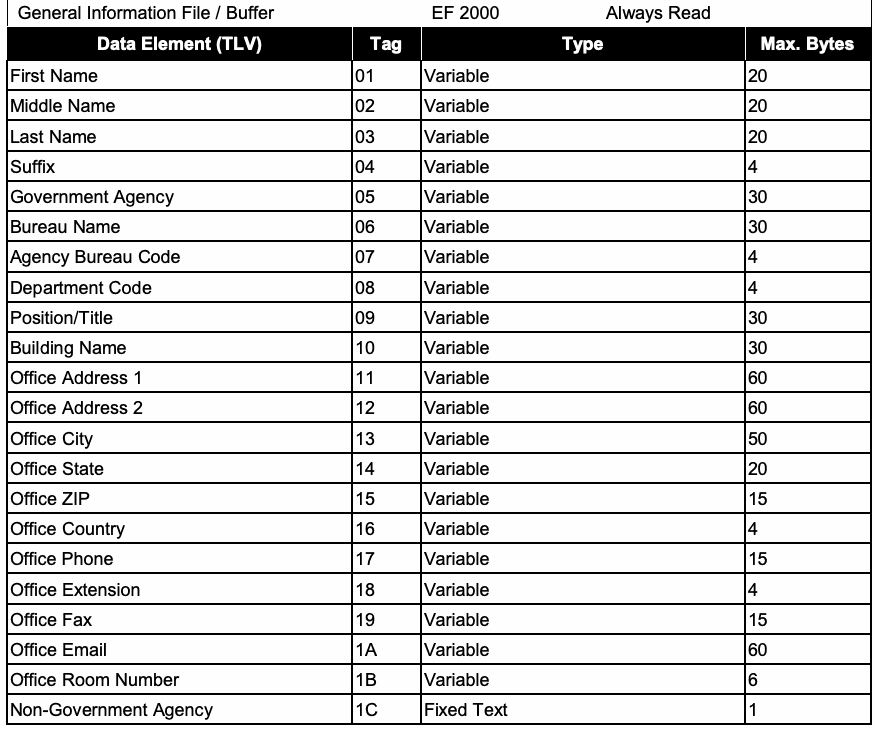 General Information File / Buffer EF 2000 Always Read
Data Element (TLV) Tag Type Max. Bytes
First Name 01 Variable 20
Middle Name 02 Variable 20
Last Name 03 Variable 20
Suffix 04 Variable 4
Government Agency 05 Variable 30
Bureau Name 06 Variable 30
Agency Bureau Code 07 Variable 4
Department Code 08 Variable 4
Position/Title 09 Variable 30
Building Name 10 Variable 30
Office Address 1 11 Variable 60
Office Address 2 12 Variable 60
Office City 13 Variable 50
Office State 14 Variable 20
Office ZIP 15 Variable 15
Office Country 16 Variable 4
Office Phone 17 Variable 15
Office Extension 18 Variable 4
Office Fax 19 Variable 15
Office Email 1A Variable 60
Office Room Number 1B Variable 6
Non-Government Agency 1C Fixed Text 1